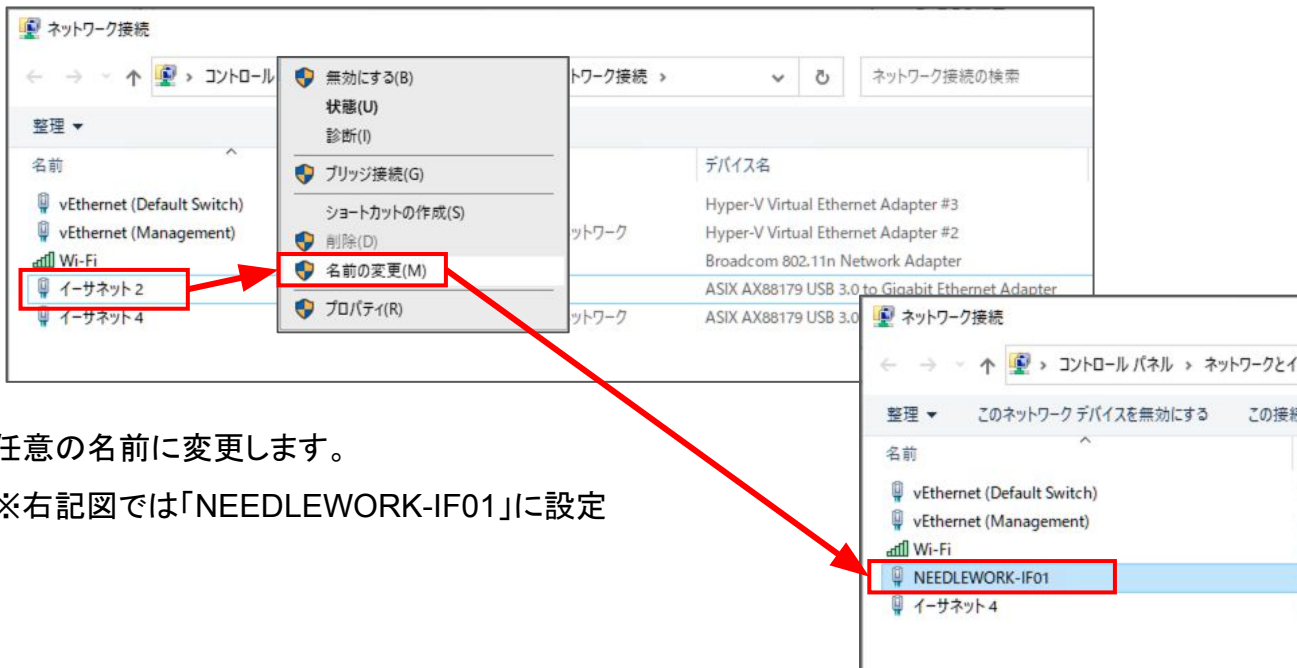 ネットワーク接続
コントロール
トワーク接続 >
ネットワーク接続の検索
整理
名前
デバイス名
無効にする(B)
状態(U)
診断(I)
ブリッジ接続(G)
ショートカットの作成(S)
削除(D)
名前の変更(M)
プロパティ(R)
vEthernet (Default Switch)
Hyper-V Virtual Ethernet Adapter #3
vEthernet (Management)
ットワーク
Hyper-V Virtual Ethernet Adapter #2
Wi-Fi
Broadcom 802.11n Network Adapter
イーサネット 2
ASIX AX88179 USB 3.0 to Gigabit Ethernet Adapter
イーサネット 4
ットワーク
ASIX AX88179 USB 3.0
任意の名前に変更します。
※右記図では「NEEDLEWORK-IF01」に設定
ネットワーク接続
コントロール パネル > ネットワークとイ
整理 このネットワーク デバイスを無効にする この接続
名前
vEthernet (Default Switch)
vEthernet (Management)
Wi-Fi
NEEDLEWORK-IF01
イーサネット 4